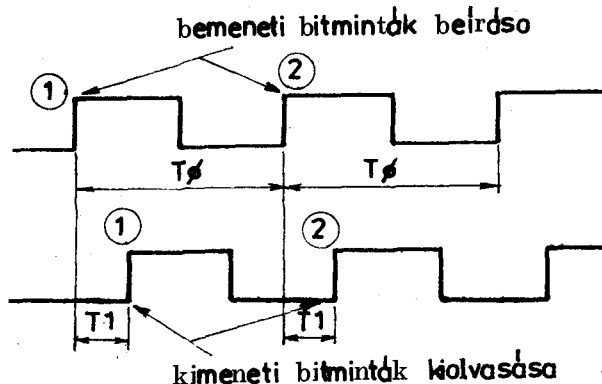 bemeneti bitminták beírása
1
2
Tø
Tø
1
2
T1
T1
kimeneti bitminták kiolvasása